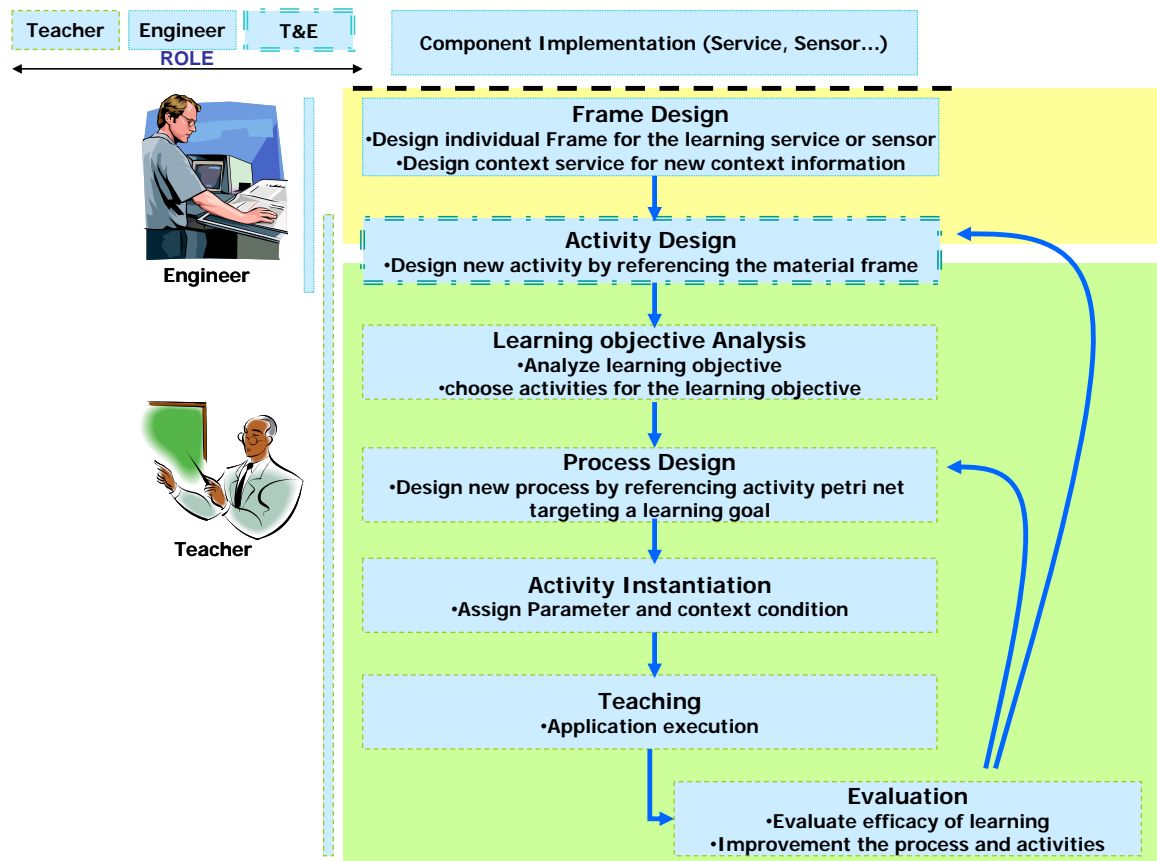 Teacher
Engineer
T&E
ROLE
Component Implementation (Service, Sensor…)
Frame Design
•Design individual Frame for the learning service or sensor
•Design context service for new context information
Engineer
Activity Design
•Design new activity by referencing the material frame
Learning objective Analysis
•Analyze learning objective
•choose activities for the learning objective
Teacher
Process Design
•Design new process by referencing activity petri net
targeting a learning goal
Activity Instantiation
•Assign Parameter and context condition
Teaching
•Application execution
Evaluation
•Evaluate efficacy of learning
•Improvement the process and activities